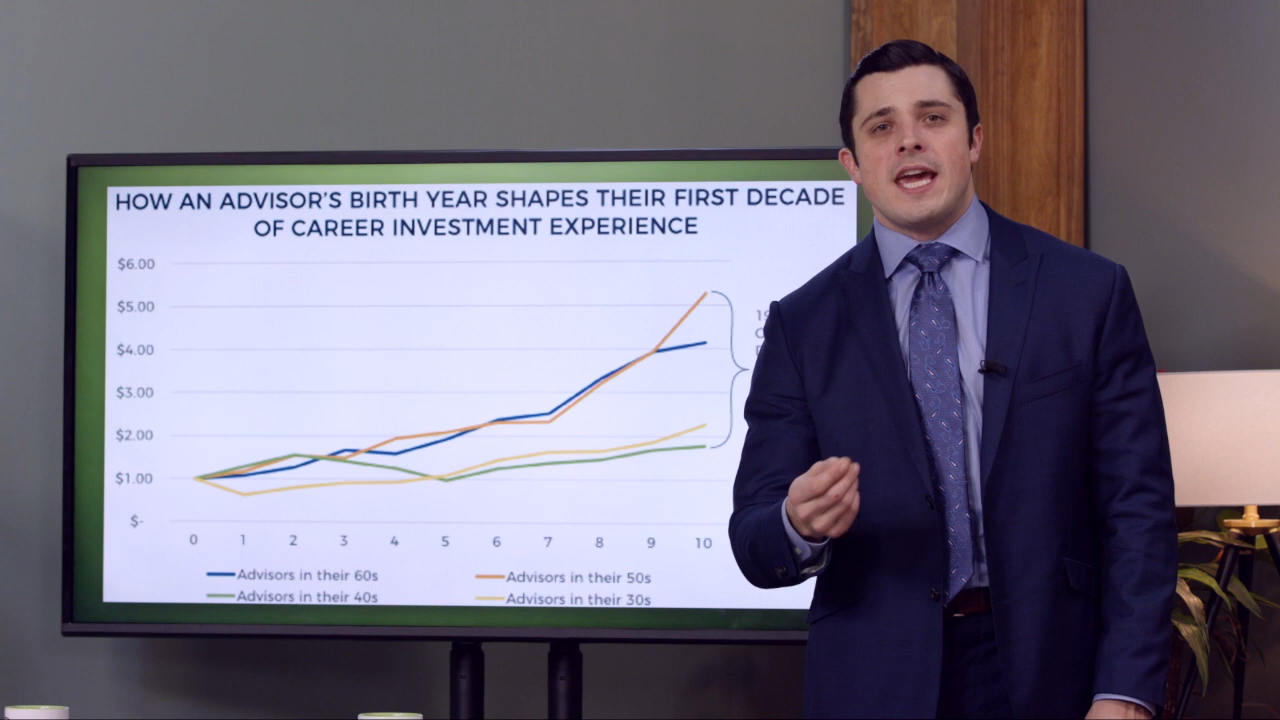 HOW AN ADVISOR'S BIRTH YEAR SHAPES THEIR FIRST DECADE
OF CAREER INVESTMENT EXPERIENCE
$6.00
$5.00
$4.00
$3.00
$2.00
$1.00
$-
0 1 2 3 4 5 6 7 8 9 10
Advisors in their 60s Advisors in their 50s
Advisors in their 40s Advisors in their 30s